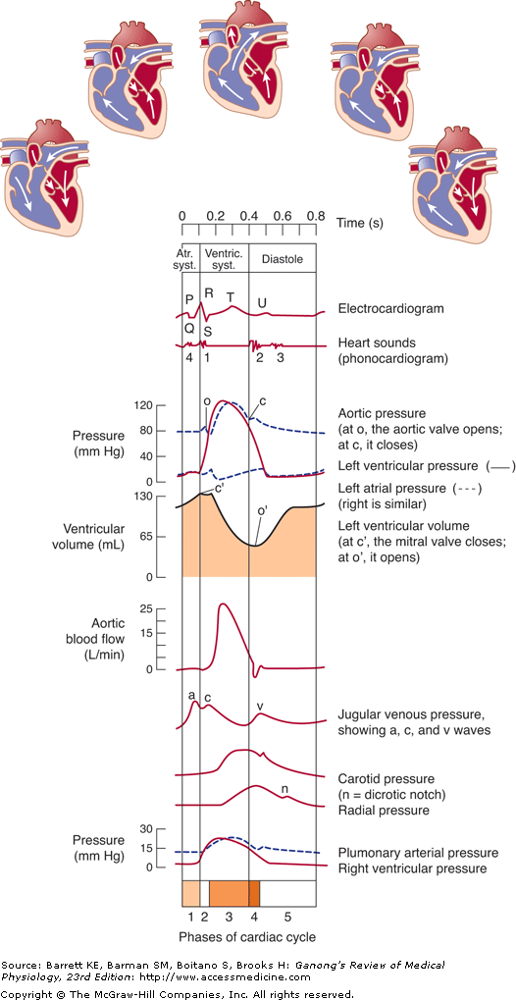 0 0.2 0.4 0.6 0.8
Time (s)
Atr. syst.
Ventric. syst.
Diastole
P R T U
Q S
Electrocardiogram
4 1 2 3
Heart sounds
(phonocardiogram)
Pressure
(mm Hg)
120
80
40
0
o
c
Aortic pressure
(at o, the aortic valve opens;
at c, it closes)
Left ventricular pressure (—)
Left atrial pressure (- - -)
(right is similar)
Ventricular
volume (mL)
130
65
0
c'
o'
Left ventricular volume
(at c’, the mitral valve closes;
at o’, it opens)
Aortic
blood flow
(L/min)
25
15
0
a c v
Jugular venous pressure,
showing a, c, and v waves
Carotid pressure
(n = dicrotic notch)
n
Radial pressure
Pressure
(mm Hg)
30
15
0
Plumonary arterial pressure
Right ventricular pressure
1 2 3 4 5
Phases of cardiac cycle
Source: Barrett KE, Barman SM, Boitano S, Brooks H: Ganong's Review of Medical
Physiology, 23rd Edition: http://www.accessmedicine.com
Copyright © The McGraw-Hill Companies, Inc. All rights reserved.